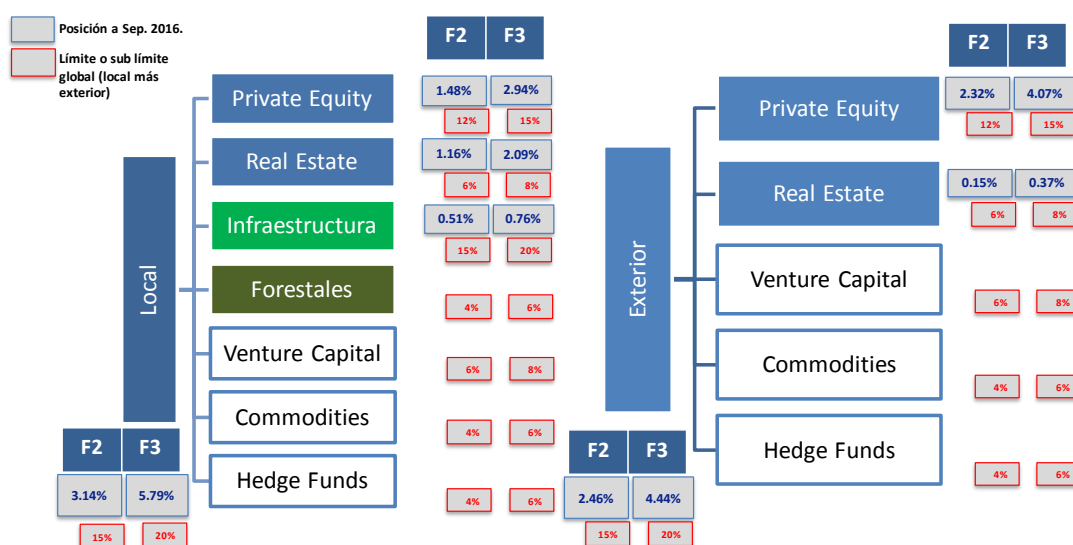 Posición a Sep. 2016.
Límite o sub límite
global (local más
exterior)
F2 F3
Private Equity 1.48% 2.94%
12% 15%
Real Estate 1.16% 2.09%
6% 8%
Infraestructura 0.51% 0.76%
15% 20%
Forestales
4% 6%
Venture Capital
6% 8%
Commodities
4% 6%
Hedge Funds
4% 6%
Local
F2 F3
3.14% 5.79%
15% 20%
F2 F3
Private Equity 2.32% 4.07%
12% 15%
Real Estate 0.15% 0.37%
6% 8%
Venture Capital
6% 8%
Commodities
4% 6%
Hedge Funds
4% 6%
Exterior
F2 F3
2.46% 4.44%
15% 20%